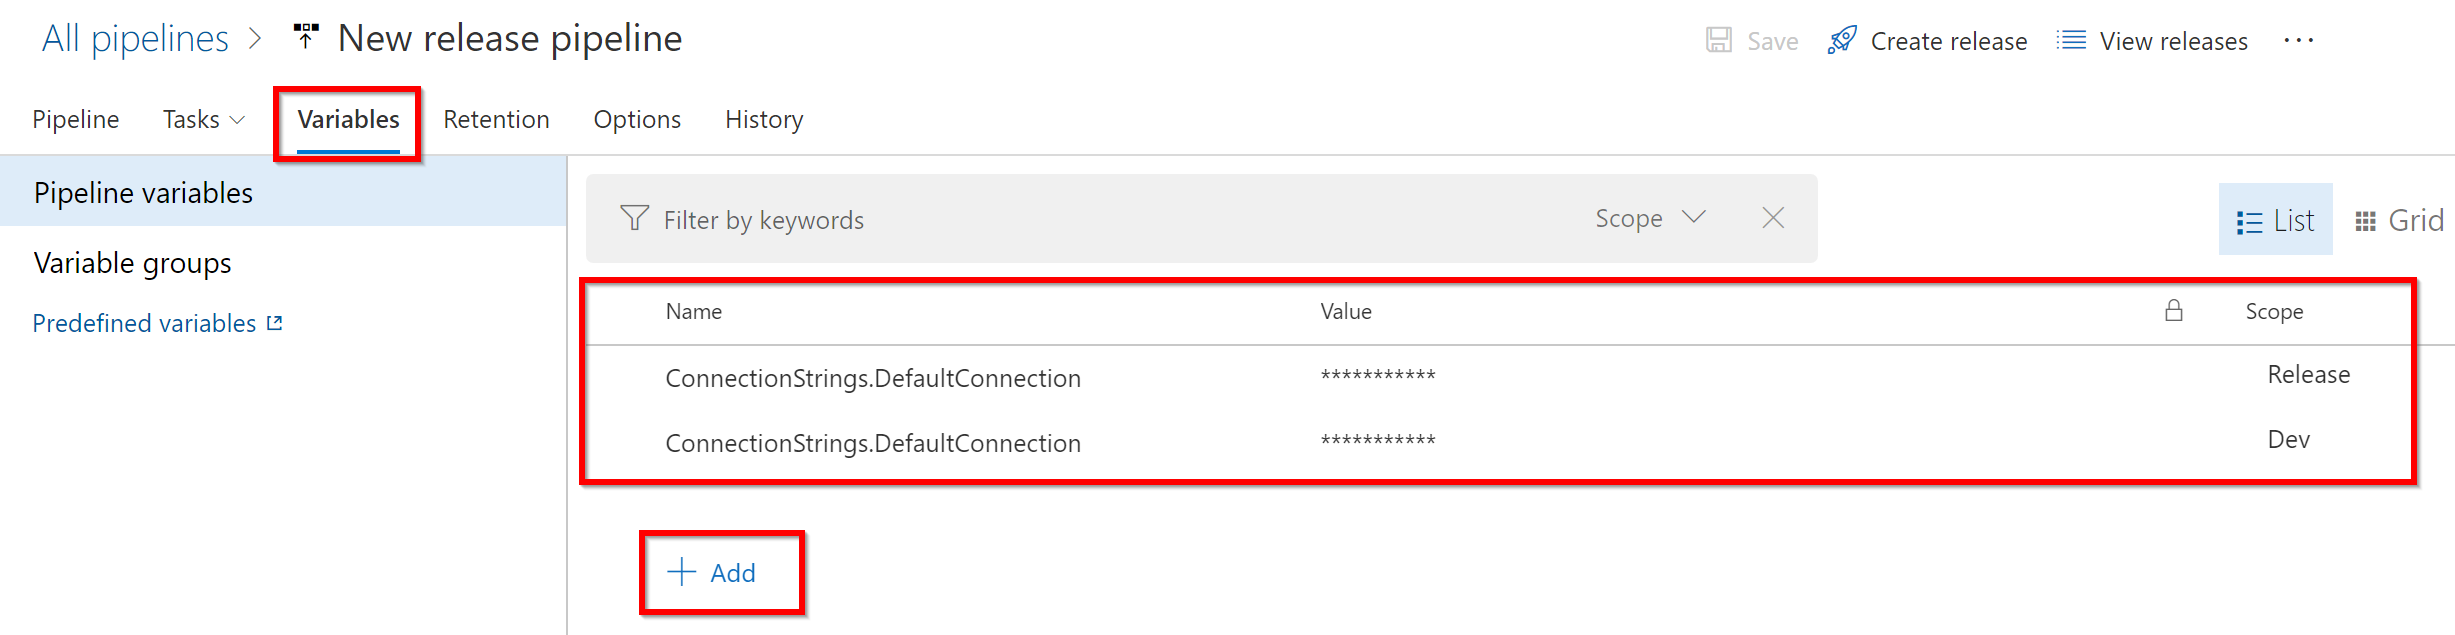 All pipelines > New release pipeline
Save Create release View releases ...
Pipeline Tasks Variables Retention Options History
Pipeline variables
Variable groups
Predefined variables
Filter by keywords Scope
List Grid
Name Value Scope
ConnectionStrings.DefaultConnection *********** Release
ConnectionStrings.DefaultConnection *********** Dev
+ Add